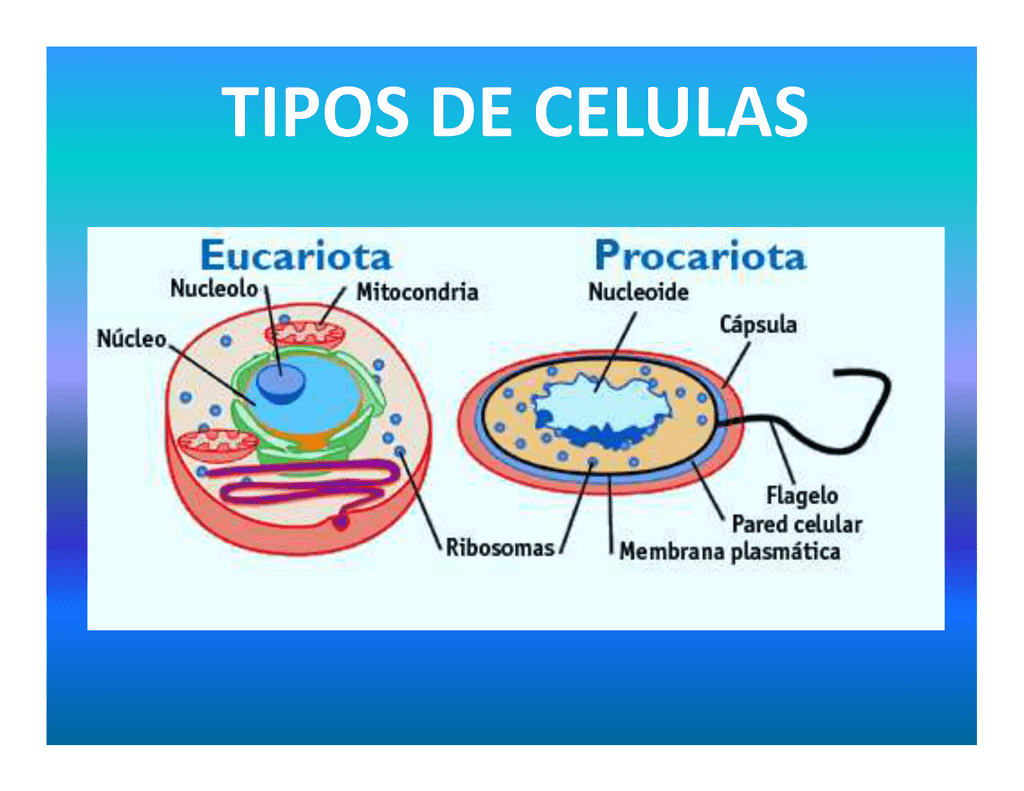 TIPOS DE CELULAS
Eucariota
Procariota
Nucleolo
Mitocondria
Nucleoide
Cápsula
Núcleo
Flagelo
Pared celular
Ribosomas
Membrana plasmática